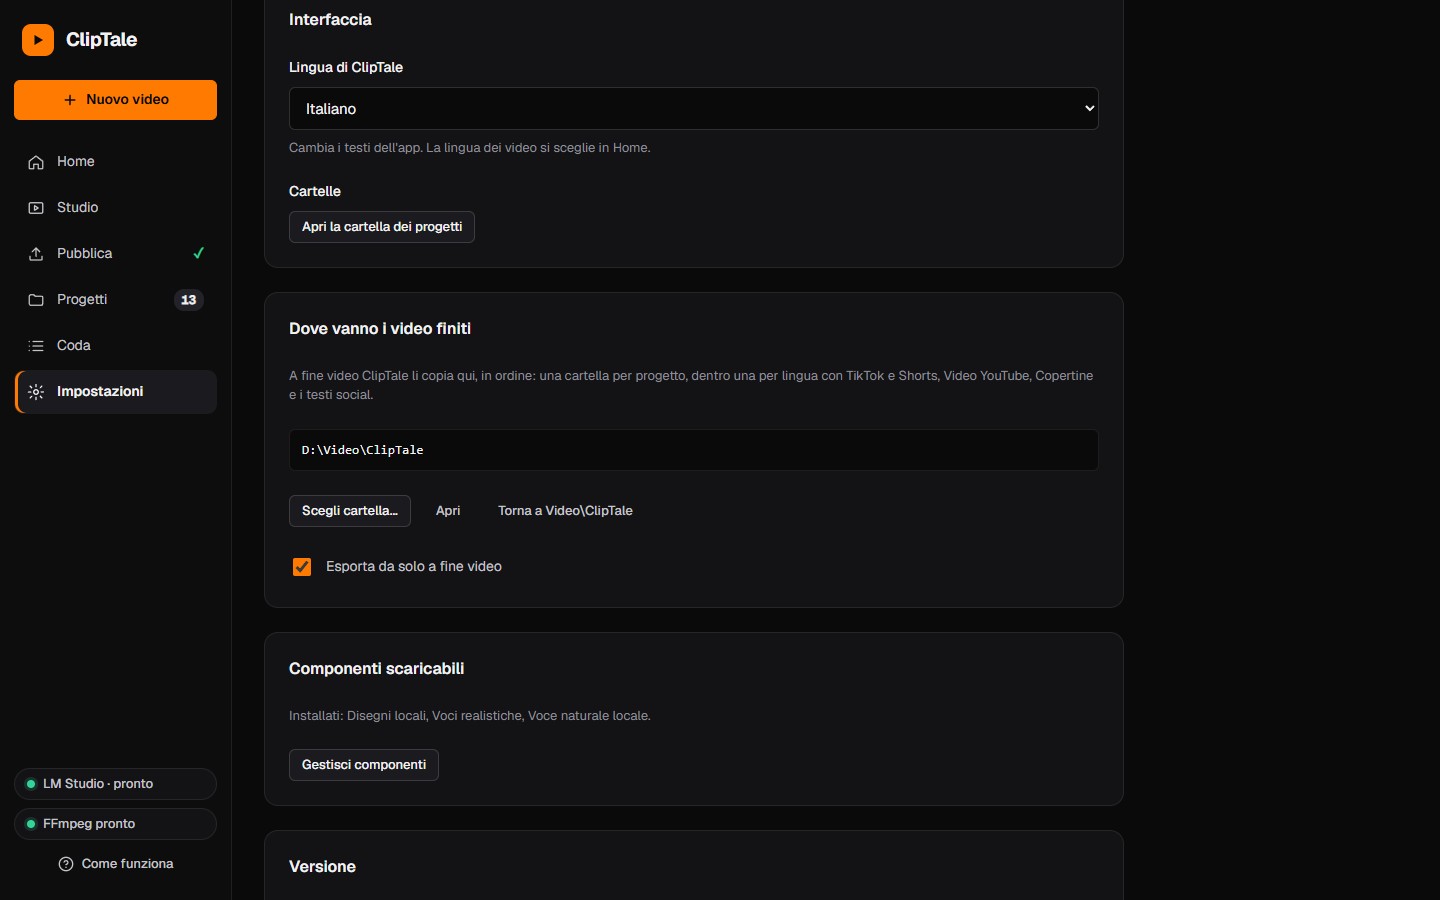 ClipTale
Nuovo video
Home
Studio
Pubblica
Progetti 13
Coda
Impostazioni
LM Studio · pronto
FFmpeg pronto
Come funziona
Interfaccia
Lingua di ClipTale
Italiano
Cambia i testi dell'app. La lingua dei video si sceglie in Home.
Cartelle
Apri la cartella dei progetti
Dove vanno i video finiti
A fine video ClipTale li copia qui, in ordine: una cartella per progetto, dentro una per lingua con TikTok e Shorts, Video YouTube, Copertine
e i testi social.
D:\Video\ClipTale
Scegli cartella… Apri Torna a Video\ClipTale
Esporta da solo a fine video
Componenti scaricabili
Installati: Disegni locali, Voci realistiche, Voce naturale locale.
Gestisci componenti
Versione